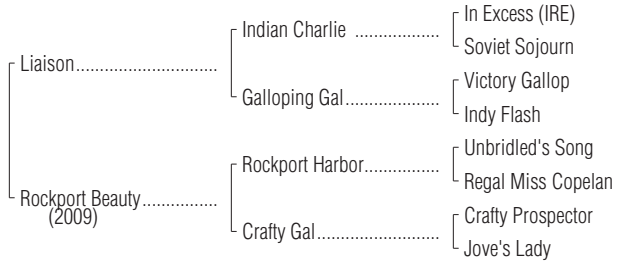 In Excess (IRE)
Indian Charlie ..................
Soviet Sojourn
Liaison..............................
Victory Gallop
Galloping Gal....................
Indy Flash
Unbridled's Song
Rockport Harbor................
Regal Miss Copelan
Rockport Beauty................
(2009)
Crafty Prospector
Crafty Gal..........................
Jove's Lady